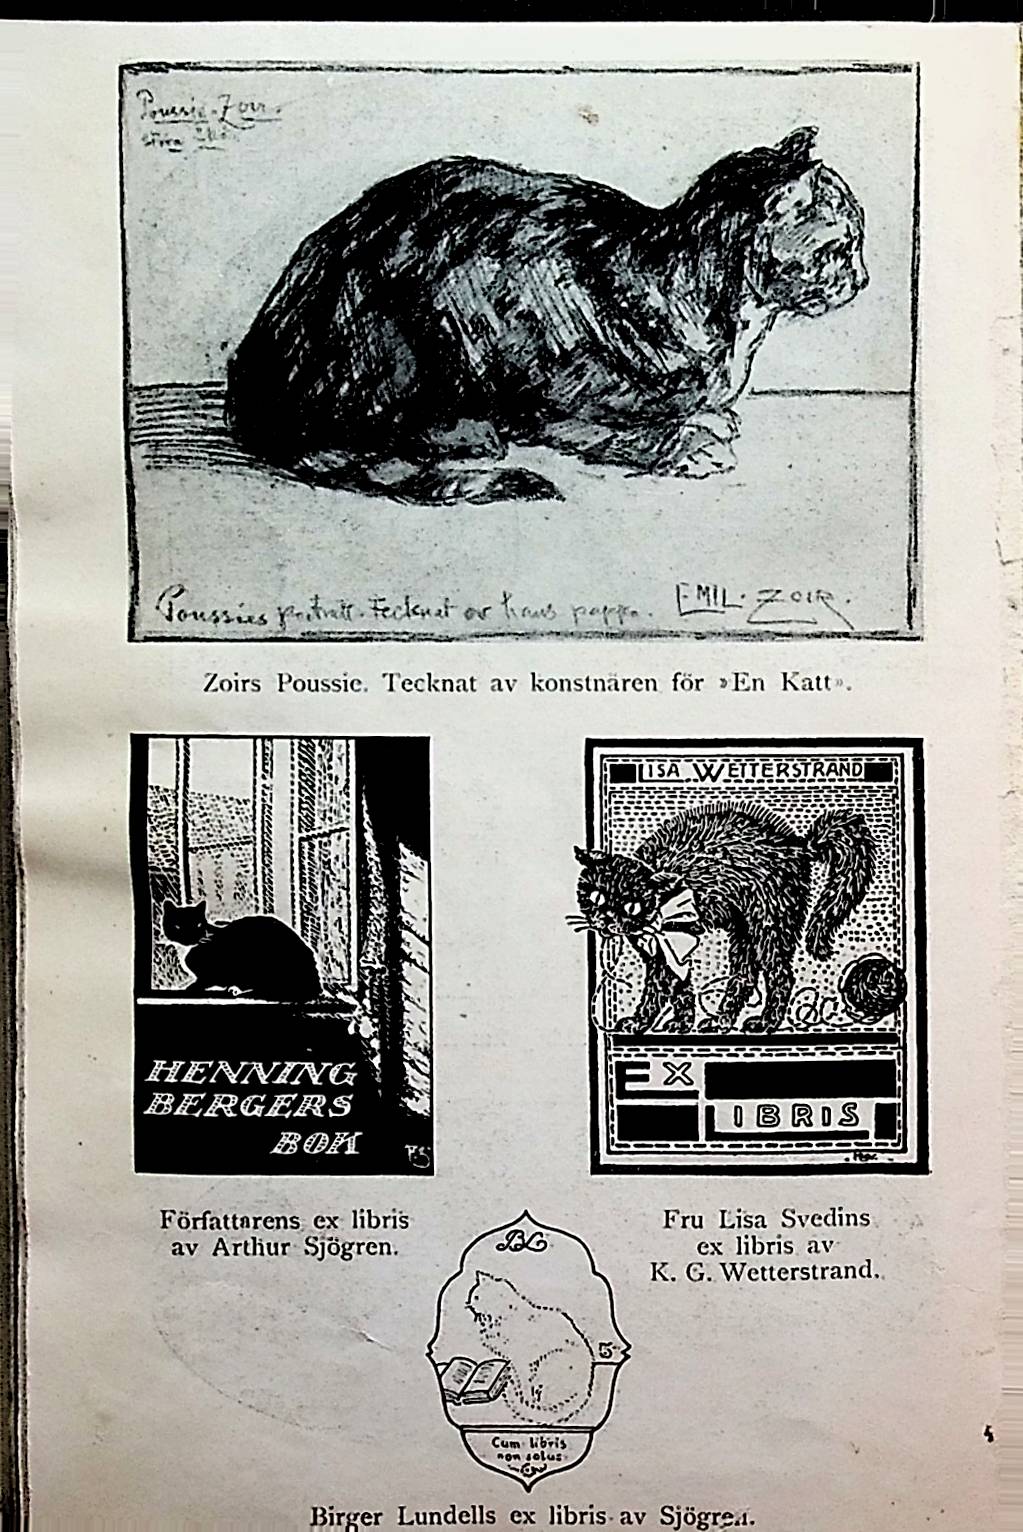 Poussie-Zoir.
Poussies porträtt. Tecknat av hans pappa.
EMIL·ZOIR.
Zoirs Poussie. Tecknat av konstnären för »En Katt».
LISA WETTERSTRAND
HENNING
BERGERS
BOK
EX
LIBRIS
Författarens ex libris
av Arthur Sjögren.
Fru Lisa Svedins
ex libris av
K. G. Wetterstrand.
BL
Cum libris
non solus
Birger Lundells ex libris av Sjögren.